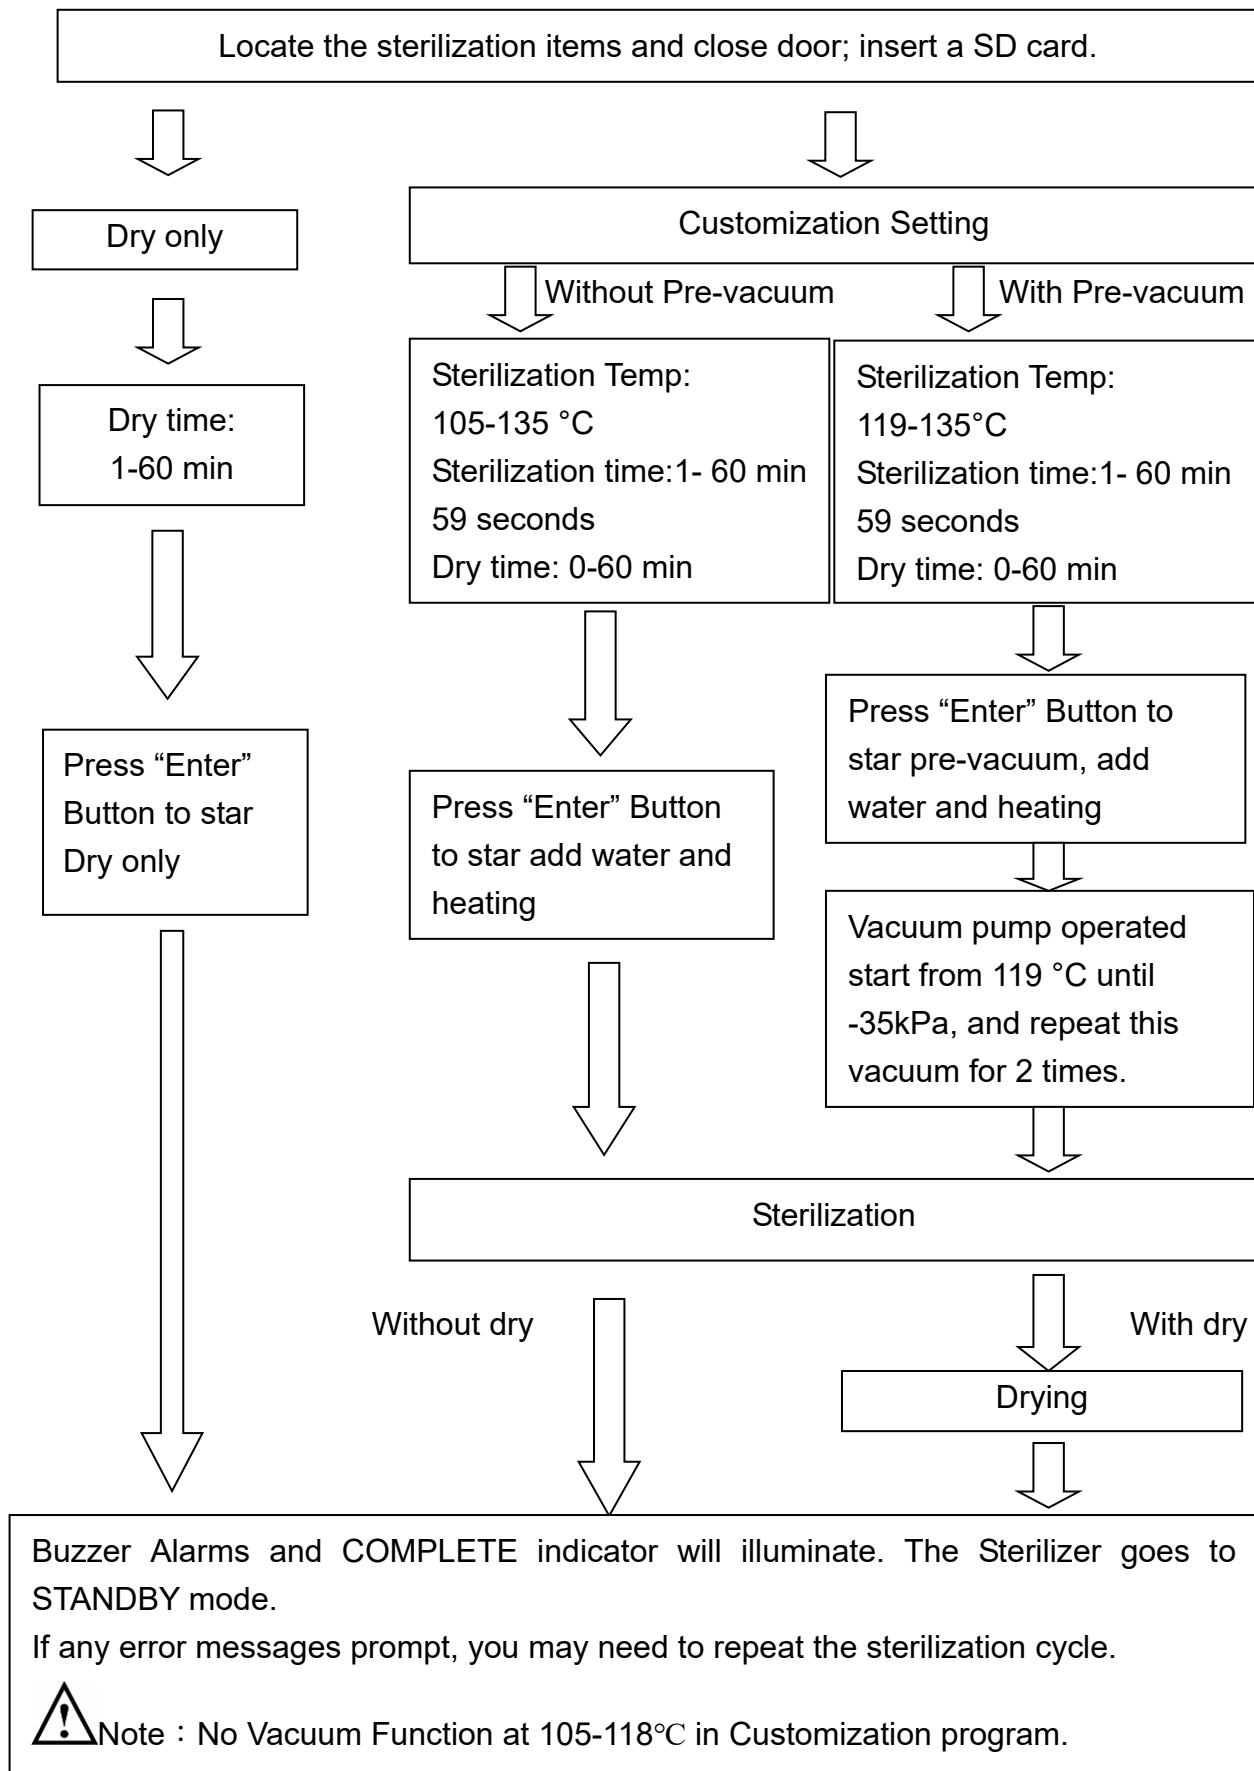 Locate the sterilization items and close door; insert a SD card.
Dry only
Customization Setting
Without Pre-vacuum
With Pre-vacuum
Dry time:
1-60 min
Sterilization Temp:
105-135 °C
Sterilization time:1- 60 min
59 seconds
Dry time: 0-60 min
Sterilization Temp:
119-135°C
Sterilization time:1- 60 min
59 seconds
Dry time: 0-60 min
Press “Enter”
Button to star
Dry only
Press “Enter” Button
to star add water and
heating
Press “Enter” Button to
star pre-vacuum, add
water and heating
Vacuum pump operated
start from 119 °C until
-35kPa, and repeat this
vacuum for 2 times.
Sterilization
Without dry
With dry
Drying
Buzzer Alarms and COMPLETE indicator will illuminate. The Sterilizer goes to
STANDBY mode.
If any error messages prompt, you may need to repeat the sterilization cycle.
Note：No Vacuum Function at 105-118℃ in Customization program.